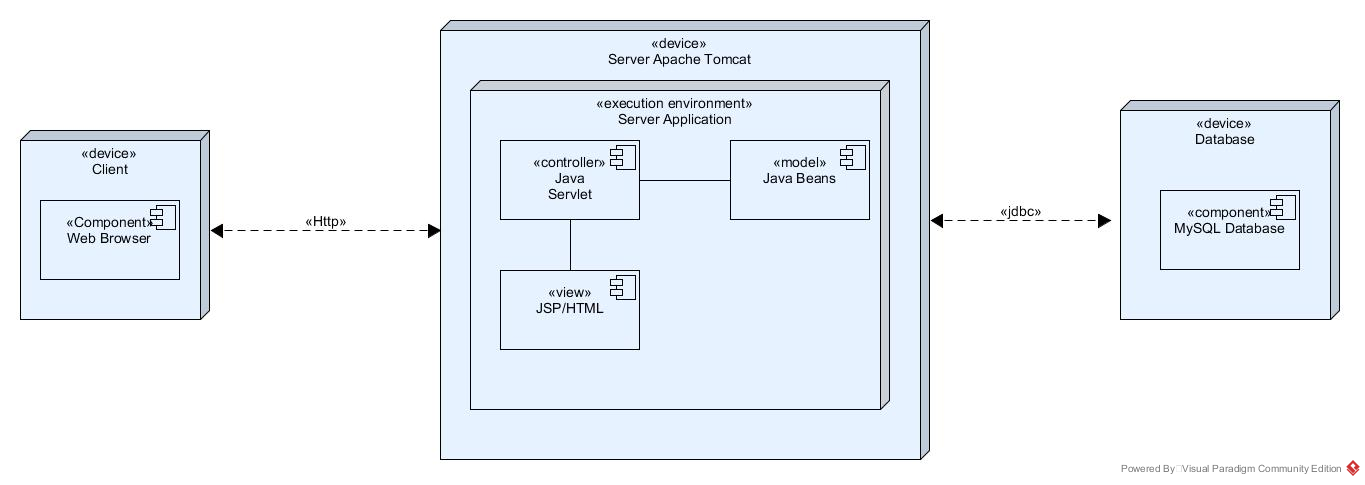 «device»
Client
«Component»
Web Browser
«Http»
«device»
Server Apache Tomcat
«execution environment»
Server Application
«controller»
Java
Servlet
«model»
Java Beans
«view»
JSP/HTML
«jdbc»
«device»
Database
«component»
MySQL Database
Powered By Visual Paradigm Community Edition